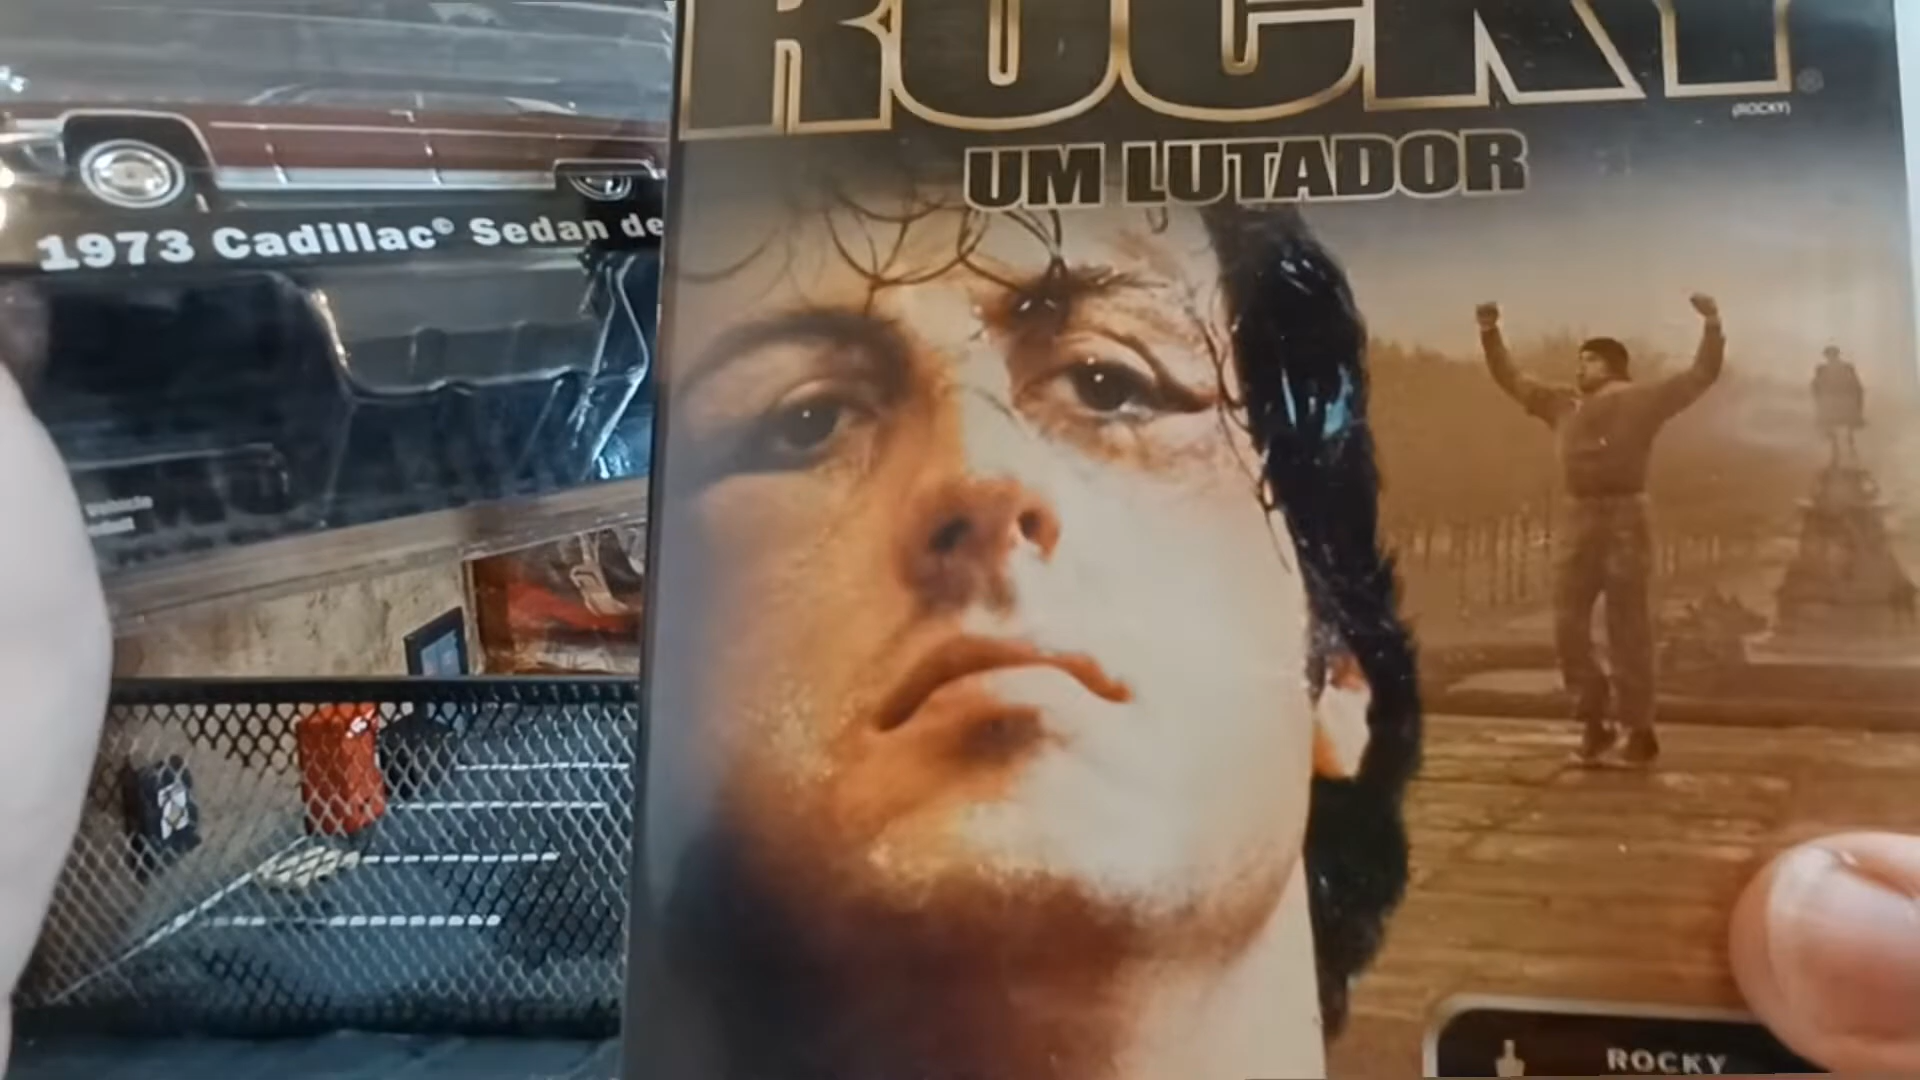 ROCKY
(ROCKY)
UM LUTADOR
1973 Cadillac© Sedan de
ROCKY